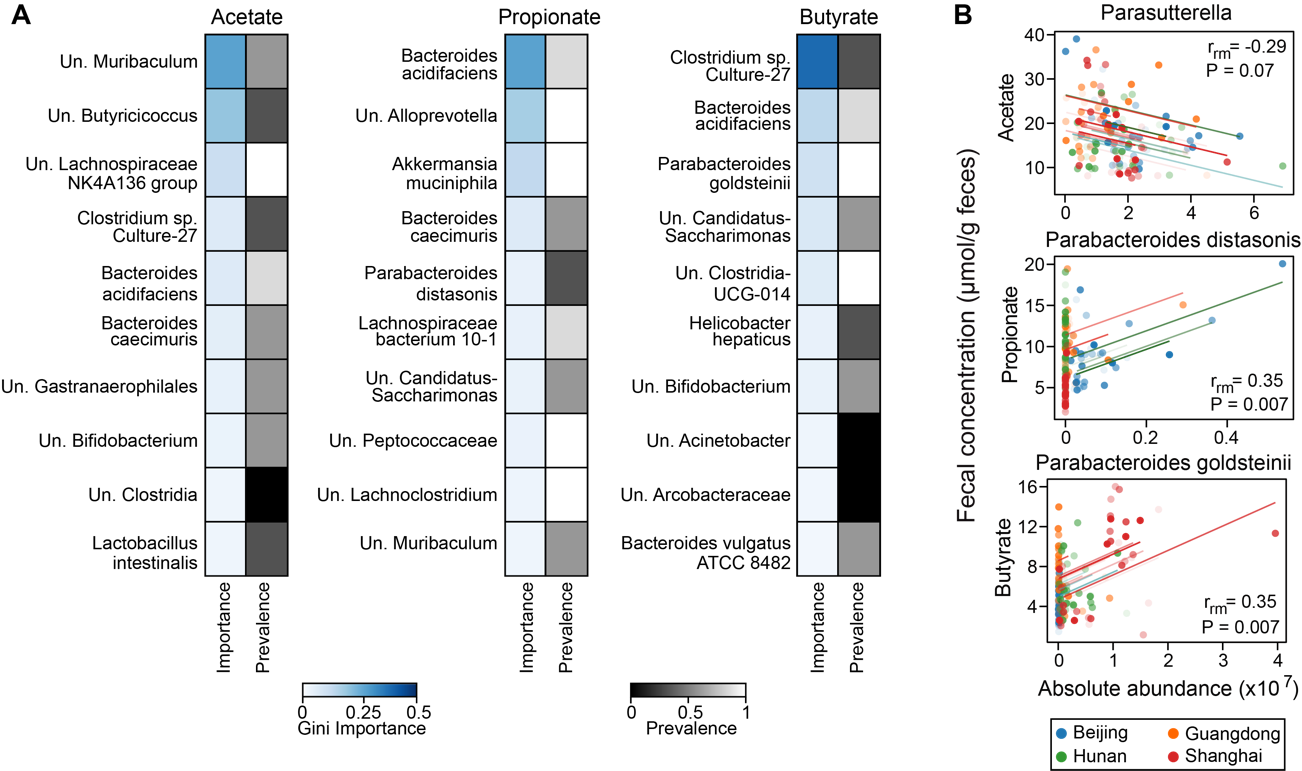 A
Acetate
Un. Muribaculum
Un. Butyricicoccus
Un. Lachnospiraceae
NK4A136 group
Clostridium sp.
Culture-27
Bacteroides
acidifaciens
Bacteroides
caecimuris
Un. Gastranaerophilales
Un. Bifidobacterium
Un. Clostridia
Lactobacillus
intestinalis
Importance
Prevalence
Propionate
Bacteroides
acidifaciens
Un. Alloprevotella
Akkermansia
muciniphila
Bacteroides
caecimuris
Parabacteroides
distasonis
Lachnospiraceae
bacterium 10-1
Un. Candidatus-
Saccharimonas
Un. Peptococcaceae
Un. Lachnoclostridium
Un. Muribaculum
Importance
Prevalence
Butyrate
Clostridium sp.
Culture-27
Bacteroides
acidifaciens
Parabacteroides
goldsteinii
Un. Candidatus-
Saccharimonas
Un. Clostridia-
UCG-014
Helicobacter
hepaticus
Un. Bifidobacterium
Un. Acinetobacter
Un. Arcobacteraceae
Bacteroides vulgatus
ATCC 8482
Importance
Prevalence
0 0.25 0.5
Gini Importance
0 0.5 1
Prevalence
B
Fecal concentration (μmol/g feces)
Parasutterella
Acetate
40
30
20
10
rrm= -0.29
P = 0.07
0 2 4 6
Parabacteroides distasonis
Propionate
20
15
10
5
rrm= 0.35
P = 0.007
0 0.2 0.4
Parabacteroides goldsteinii
Butyrate
16
12
8
4
rrm= 0.35
P = 0.007
0 1 2 3 4
Absolute abundance (x10⁷)
Beijing
Guangdong
Hunan
Shanghai